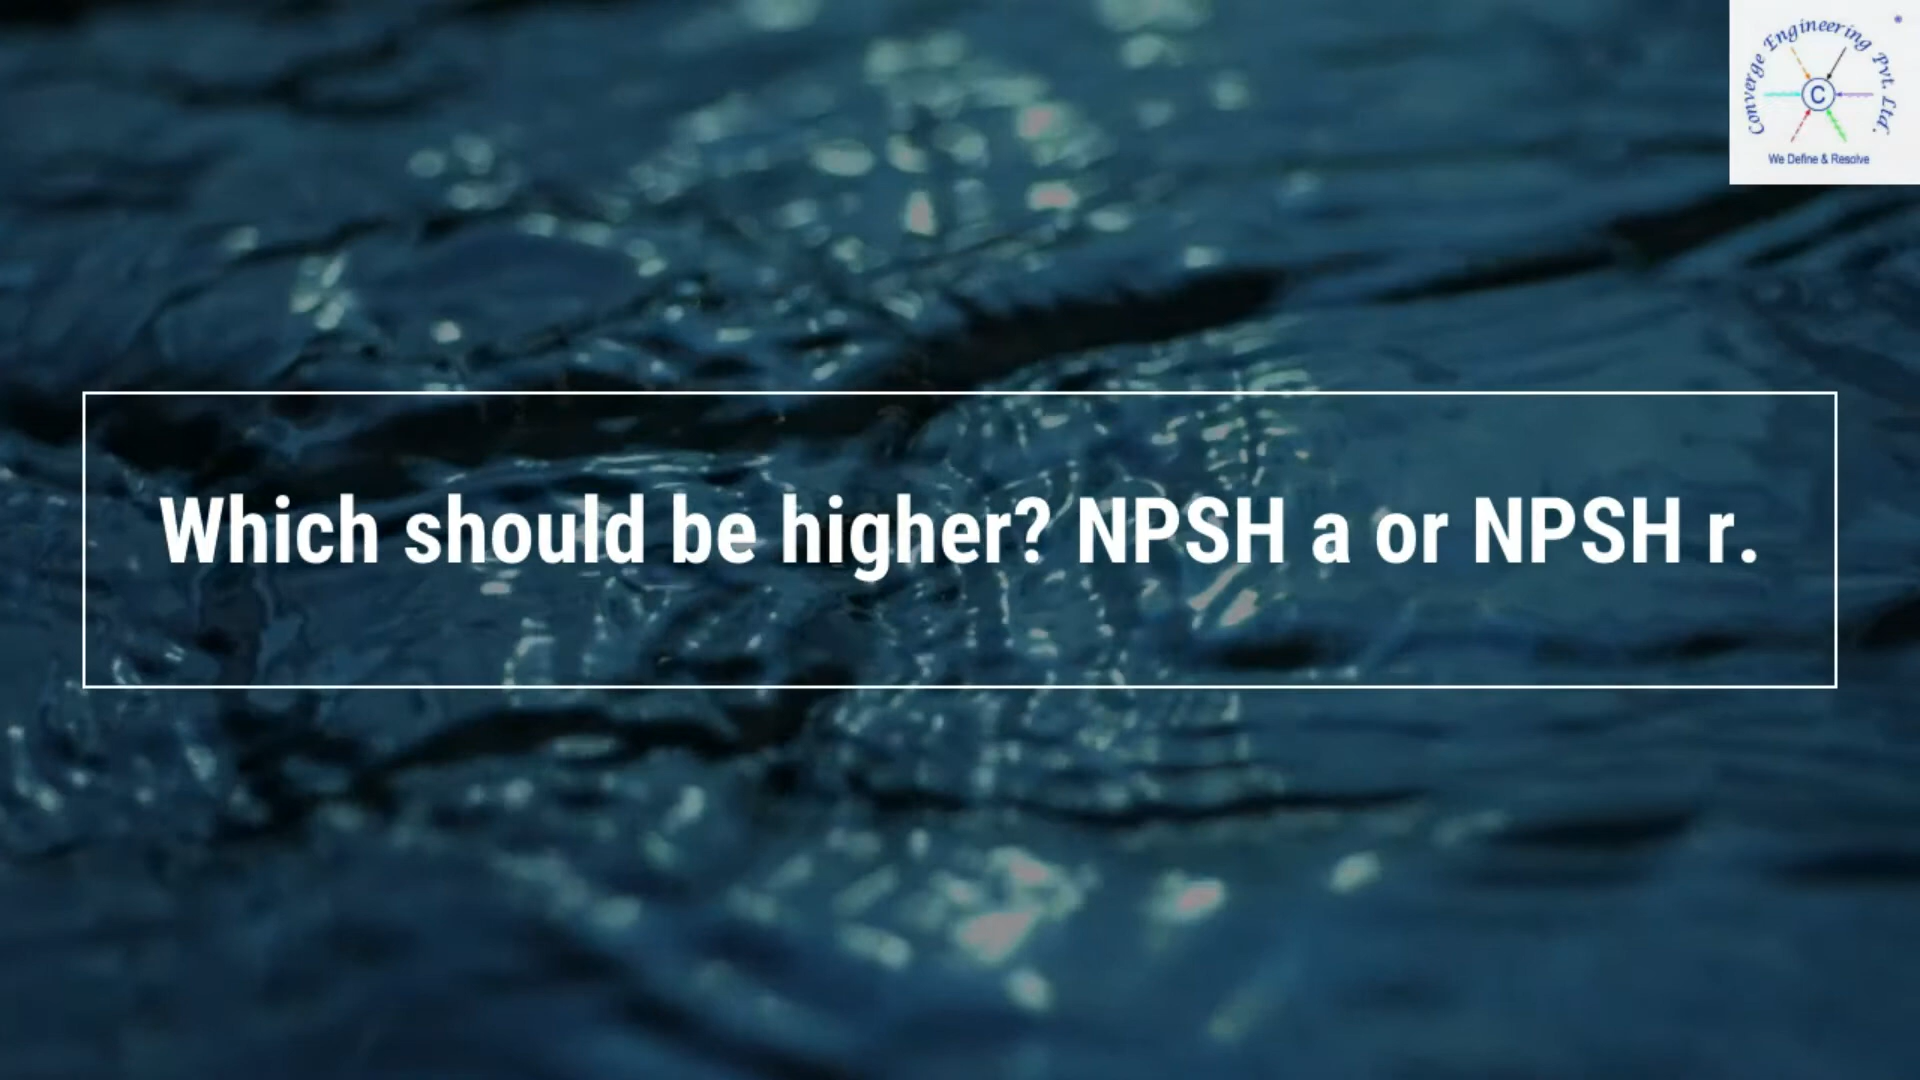 Converge Engineering Pvt. Ltd.
C
We Define & Resolve
Which should be higher? NPSH a or NPSH r.